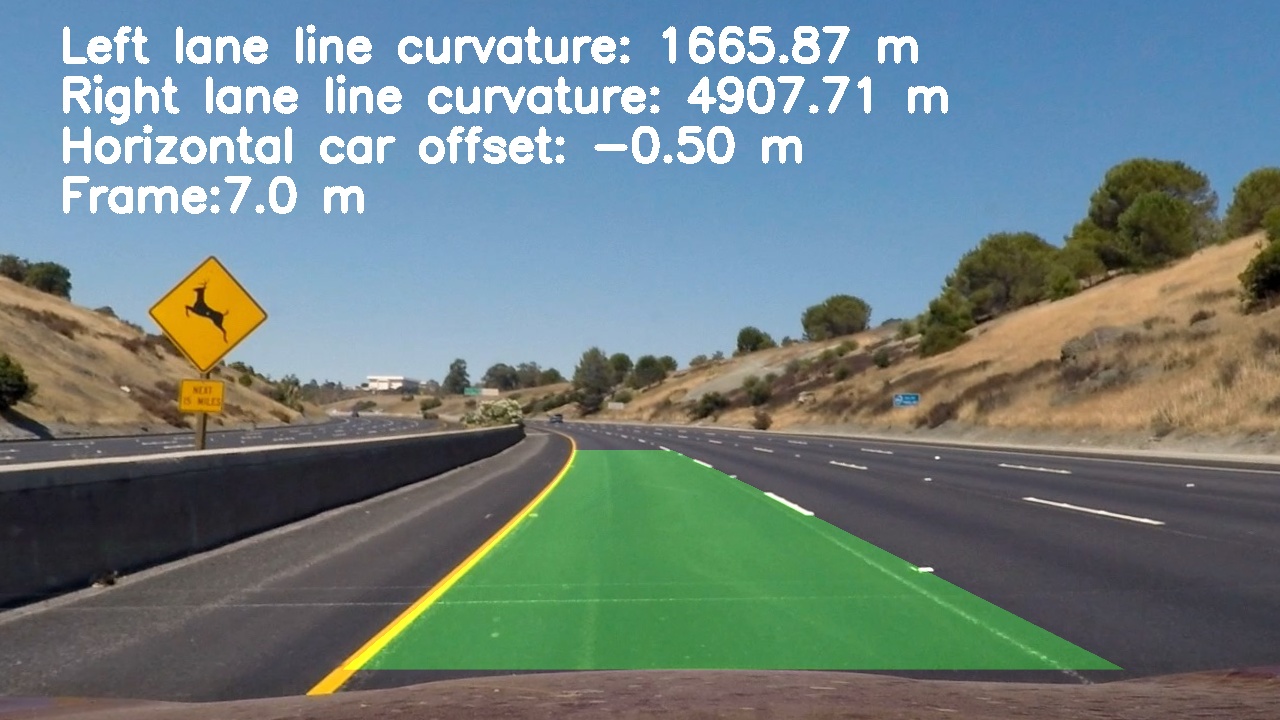 Left lane line curvature: 1665.87 m
Right lane line curvature: 4907.71 m
Horizontal car offset: −0.50 m
Frame:7.0 m
NEXT
15 MILES